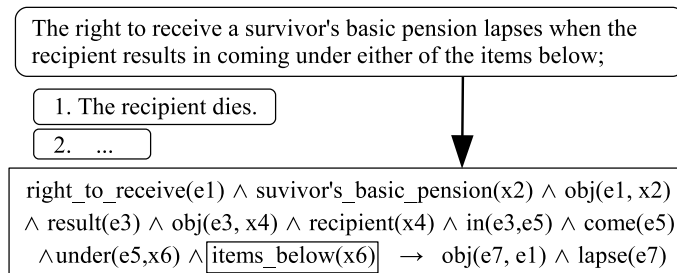 The right to receive a survivor's basic pension lapses when the
recipient results in coming under either of the items below;
1. The recipient dies.
2. ...
right_to_receive(e1) ∧ suvivor's_basic_pension(x2) ∧ obj(e1, x2)
∧ result(e3) ∧ obj(e3, x4) ∧ recipient(x4) ∧ in(e3,e5) ∧ come(e5)
∧under(e5,x6) ∧ items_below(x6) → obj(e7, e1) ∧ lapse(e7)